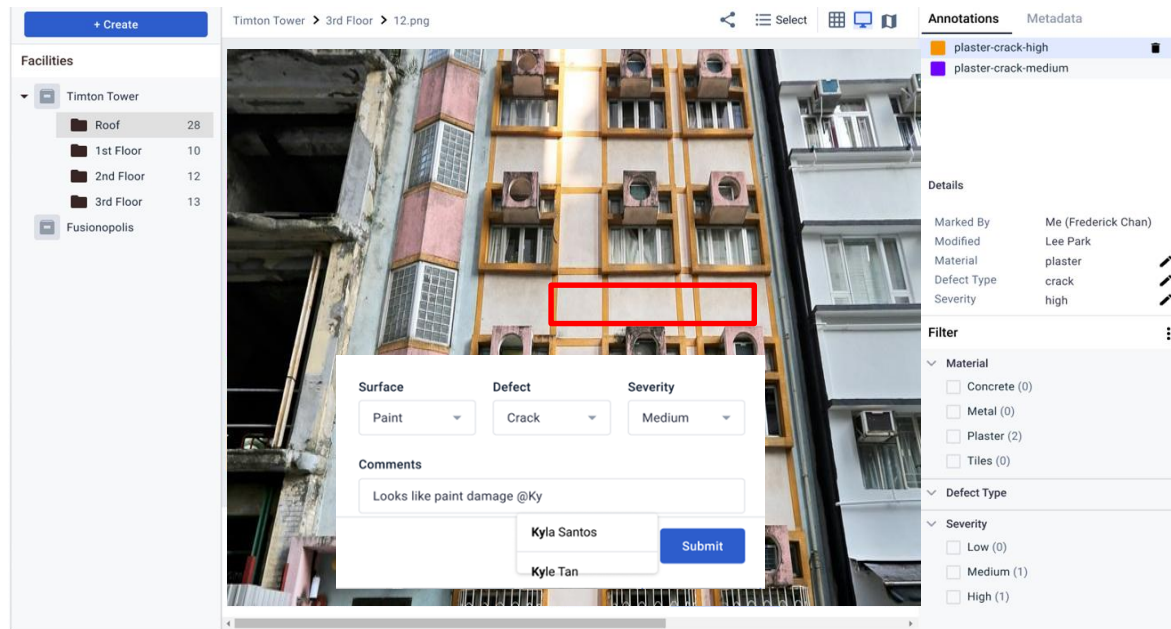 + Create
Facilities
Timton Tower
Roof 28
1st Floor 10
2nd Floor 12
3rd Floor 13
Fusionopolis
Timton Tower > 3rd Floor > 12.png
Select
Surface Defect Severity
Paint Crack Medium
Comments
Looks like paint damage @Ky
Kyla Santos
Kyle Tan
Submit
Annotations Metadata
plaster-crack-high
plaster-crack-medium
Details
Marked By Me (Frederick Chan)
Modified Lee Park
Material plaster
Defect Type crack
Severity high
Filter
Material
Concrete (0)
Metal (0)
Plaster (2)
Tiles (0)
Defect Type
Severity
Low (0)
Medium (1)
High (1)